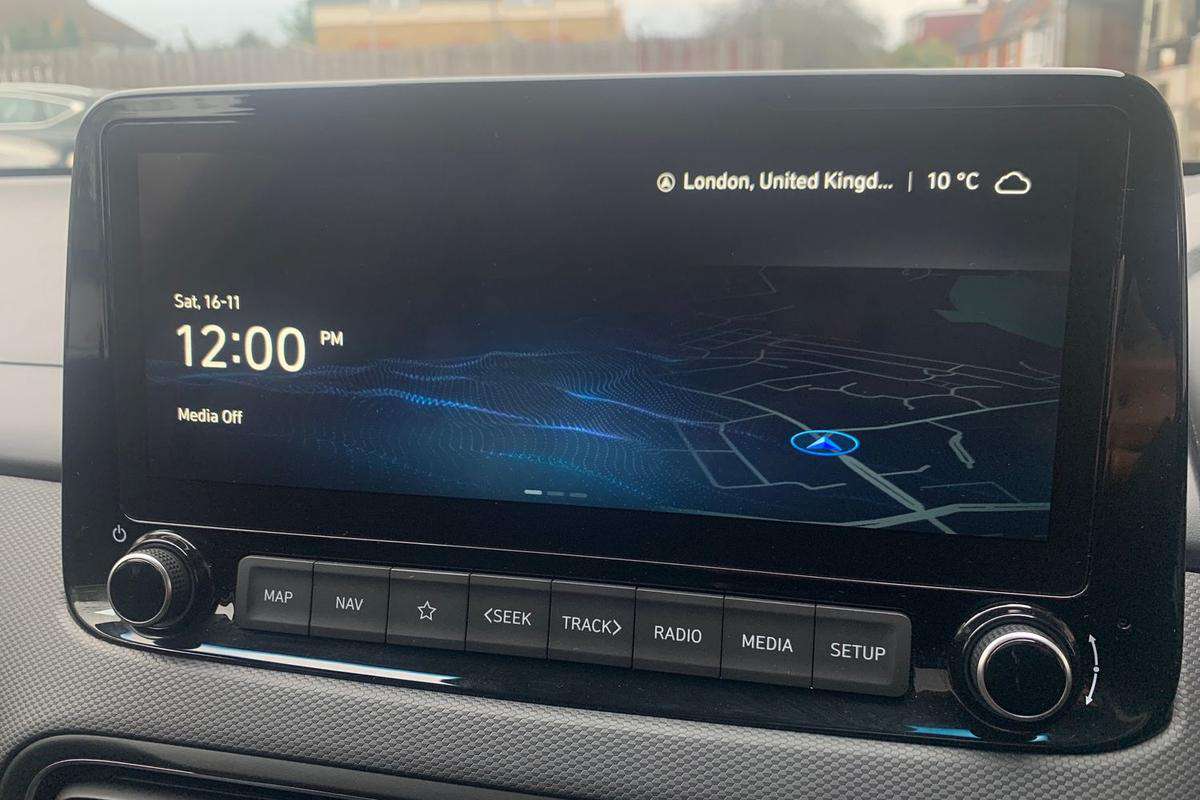 London, United Kingd... | 10 °C
Sat, 16-11
12:00 PM
Media Off
MAP
NAV
<SEEK
TRACK>
RADIO
MEDIA
SETUP